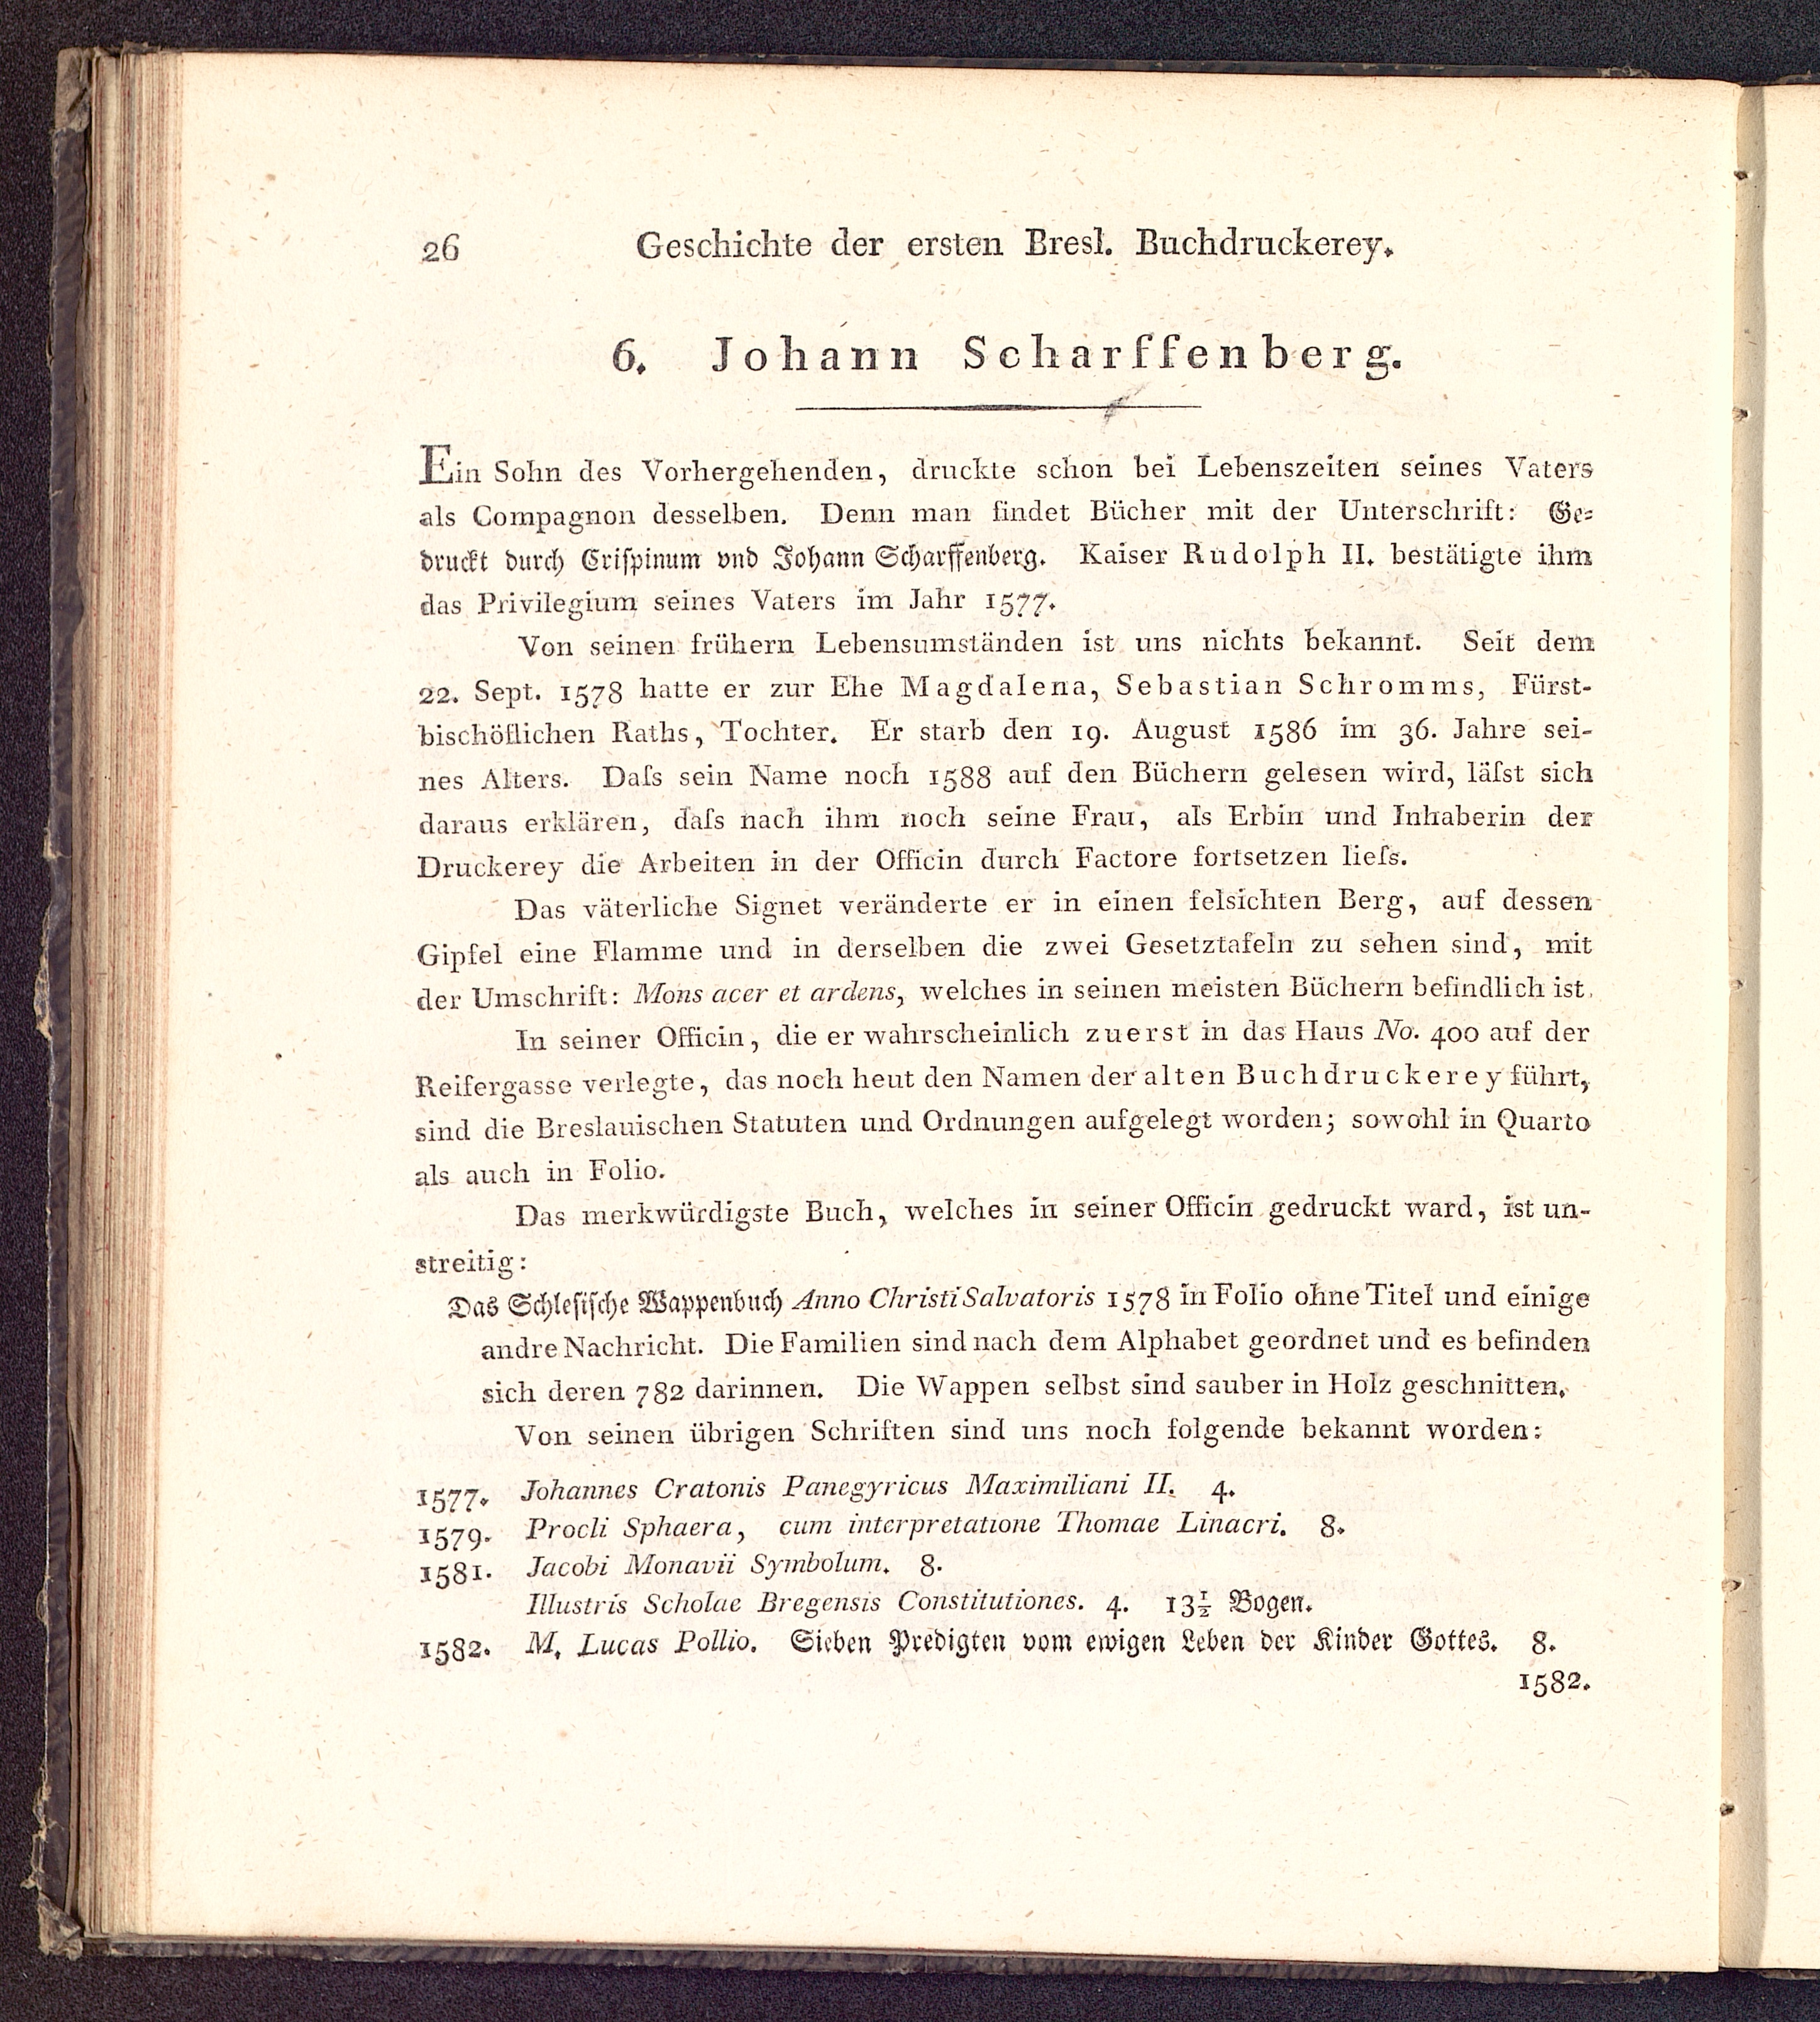 26 Geschichte der ersten Bresl. Buchdruckerey.
6. Johann Scharffenberg.
Ein Sohn des Vorhergehenden, druckte schon bei Lebenszeiten seines Vaters
als Compagnon desselben. Denn man findet Bücher mit der Unterschrift: Ge=
druckt durch Criſpinum vnd Johann Scharffenberg. Kaiser Rudolph II. bestätigte ihm
das Privilegium seines Vaters im Jahr 1577.
Von seinen frühern Lebensumständen ist uns nichts bekannt. Seit dem
22. Sept. 1578 hatte er zur Ehe Magdalena, Sebastian Schromms, Fürst-
bischöflichen Raths, Tochter. Er starb den 19. August 1586 im 36. Jahre sei-
nes Alters. Daſs sein Name noch 1588 auf den Büchern gelesen wird, läſst sich
daraus erklären, daſs nach ihm noch seine Frau, als Erbin und Inhaberin der
Druckerey die Arbeiten in der Officin durch Factore fortsetzen lieſs.
Das väterliche Signet veränderte er in einen felsichten Berg, auf dessen
Gipfel eine Flamme und in derselben die zwei Gesetztafeln zu sehen sind, mit
der Umschrift: Mons acer et ardens, welches in seinen meisten Büchern befindlich ist.
In seiner Officin, die er wahrscheinlich zuerst in das Haus No. 400 auf der
Reifergasse verlegte, das noch heut den Namen der alten Buchdruckerey führt,
sind die Breslauischen Statuten und Ordnungen aufgelegt worden; sowohl in Quarto
als auch in Folio.
Das merkwürdigste Buch, welches in seiner Officin gedruckt ward, ist un-
streitig:
Das Schleſiſche Wappenbuch Anno Christi Salvatoris 1578 in Folio ohne Titel und einige
andre Nachricht. Die Familien sind nach dem Alphabet geordnet und es befinden
sich deren 782 darinnen. Die Wappen selbst sind sauber in Holz geschnitten.
Von seinen übrigen Schriften sind uns noch folgende bekannt worden:
1577. Johannes Cratonis Panegyricus Maximiliani II. 4.
1579. Procli Sphaera, cum interpretatione Thomae Linacri. 8.
1581. Jacobi Monavii Symbolum. 8.
Illustris Scholae Bregensis Constitutiones. 4. 13½ Bogen.
1582. M. Lucas Pollio. Sieben Predigten vom ewigen Leben der Kinder Gottes. 8.
1582.